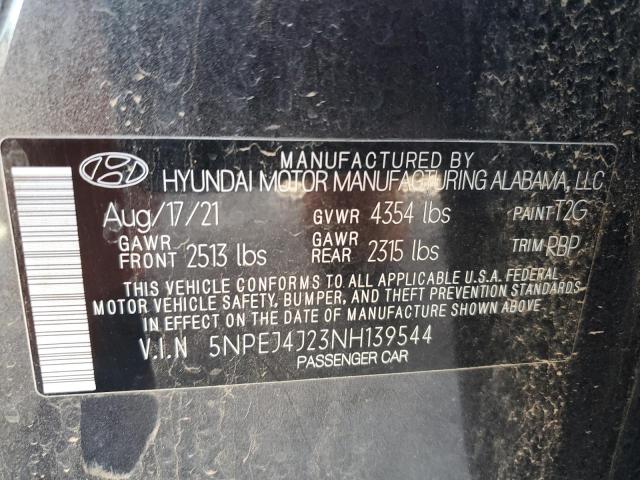 MANUFACTURED BY
HYUNDAI MOTOR MANUFACTURING ALABAMA, LLC
Aug/17/21 GVWR 4354 lbs PAINT T2G
GAWR FRONT 2513 lbs GAWR REAR 2315 lbs TRIM RBP
THIS VEHICLE CONFORMS TO ALL APPLICABLE U.S.A. FEDERAL
MOTOR VEHICLE SAFETY, BUMPER, AND THEFT PREVENTION STANDARDS
IN EFFECT ON THE DATE OF MANUFACTURE SHOWN ABOVE.
V.I.N 5NPEJ4J23NH139544
PASSENGER CAR